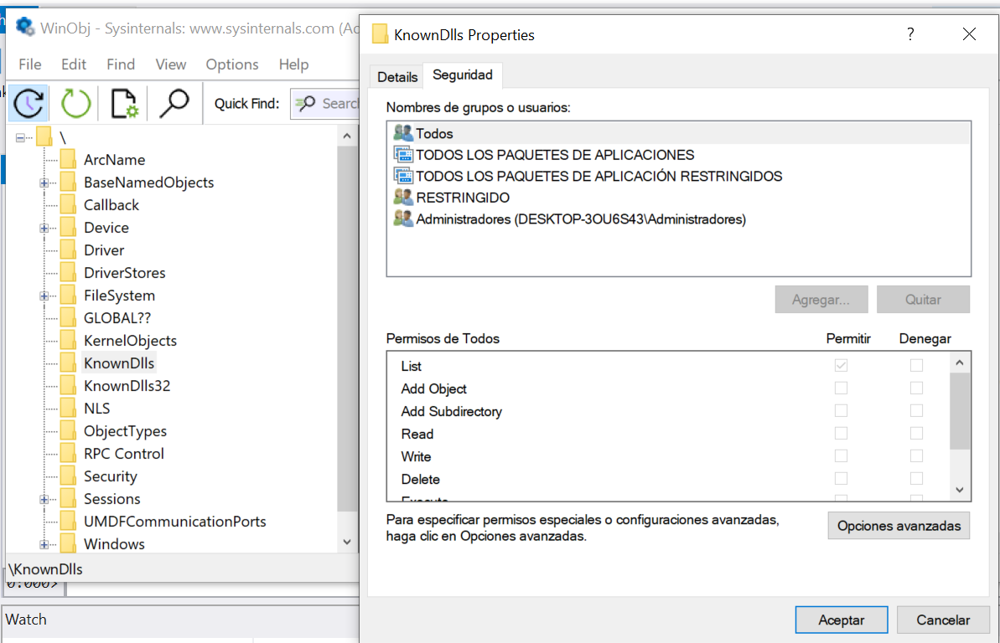 WinObj - Sysinternals: www.sysinternals.com (Ac
File Edit Find View Options Help
Quick Find: Search
\
ArcName
BaseNamedObjects
Callback
Device
Driver
DriverStores
FileSystem
GLOBAL??
KernelObjects
KnownDlls
KnownDlls32
NLS
ObjectTypes
RPC Control
Security
Sessions
UMDFCommunicationPorts
Windows
\KnownDlls
0:000>
Watch
KnownDlls Properties
?
Details Seguridad
Nombres de grupos o usuarios:
Todos
TODOS LOS PAQUETES DE APLICACIONES
TODOS LOS PAQUETES DE APLICACIÓN RESTRINGIDOS
RESTRINGIDO
Administradores (DESKTOP-3OU6S43\Administradores)
Agregar... Quitar
Permisos de Todos Permitir Denegar
List
Add Object
Add Subdirectory
Read
Write
Delete
Execute
Para especificar permisos especiales o configuraciones avanzadas,
haga clic en Opciones avanzadas.
Opciones avanzadas
Aceptar Cancelar